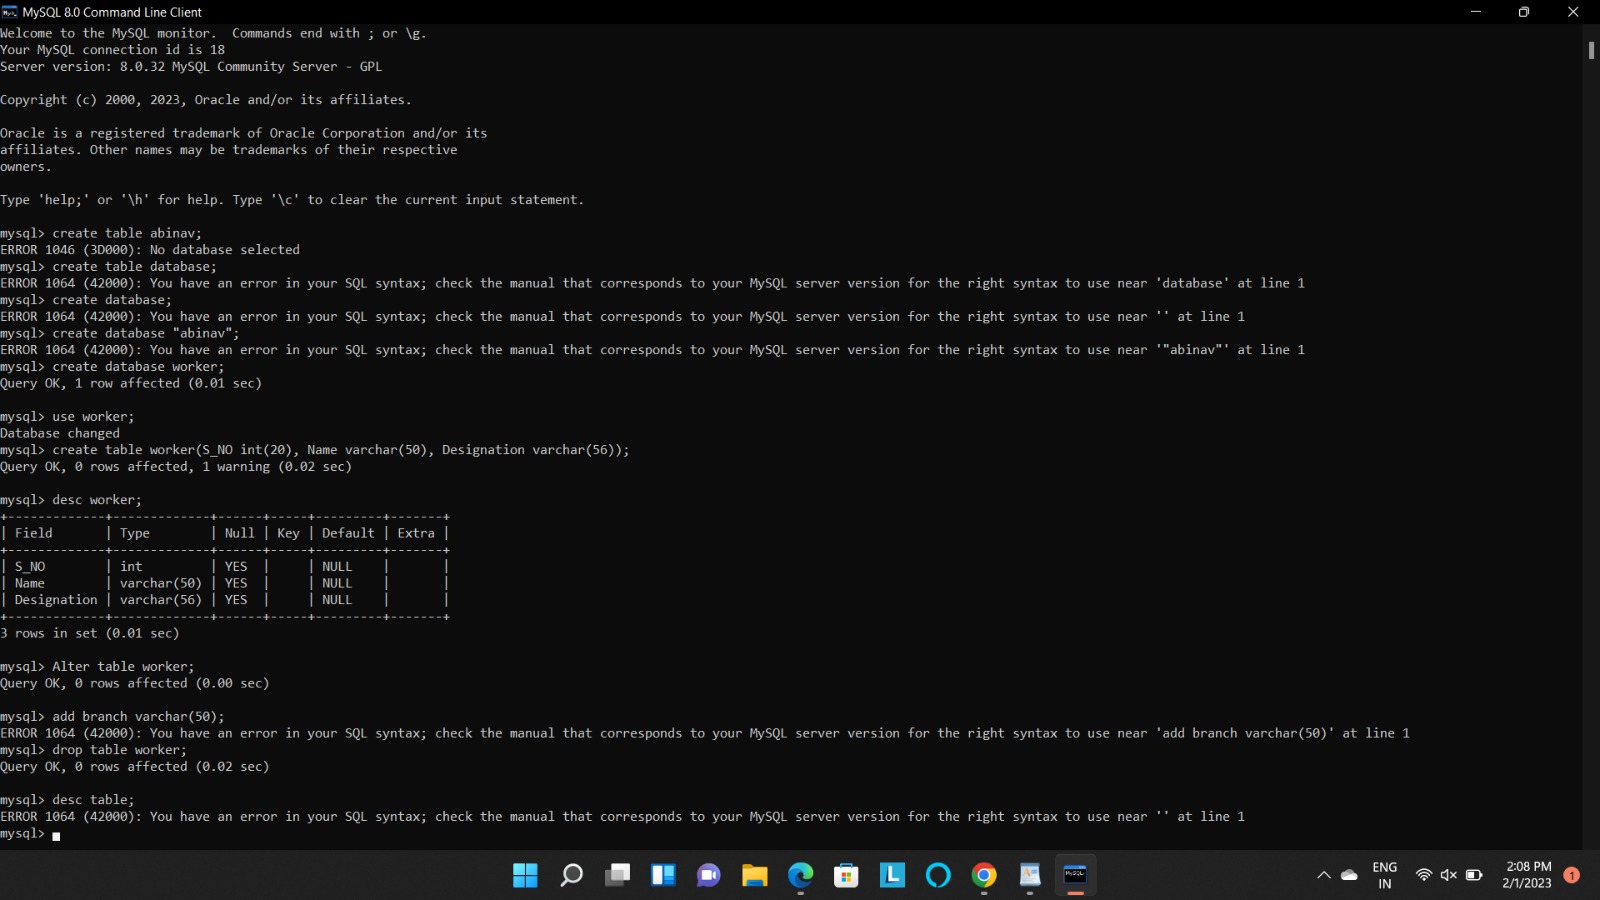 MySQL 8.0 Command Line Client
Welcome to the MySQL monitor.  Commands end with ; or \g.
Your MySQL connection id is 18
Server version: 8.0.32 MySQL Community Server - GPL
Copyright (c) 2000, 2023, Oracle and/or its affiliates.
Oracle is a registered trademark of Oracle Corporation and/or its
affiliates. Other names may be trademarks of their respective
owners.
Type 'help;' or '\h' for help. Type '\c' to clear the current input statement.
mysql> create table abinav;
ERROR 1046 (3D000): No database selected
mysql> create table database;
ERROR 1064 (42000): You have an error in your SQL syntax; check the manual that corresponds to your MySQL server version for the right syntax to use near 'database' at line 1
mysql> create database;
ERROR 1064 (42000): You have an error in your SQL syntax; check the manual that corresponds to your MySQL server version for the right syntax to use near '' at line 1
mysql> create database "abinav";
ERROR 1064 (42000): You have an error in your SQL syntax; check the manual that corresponds to your MySQL server version for the right syntax to use near '"abinav"' at line 1
mysql> create database worker;
Query OK, 1 row affected (0.01 sec)
mysql> use worker;
Database changed
mysql> create table worker(S_NO int(20), Name varchar(50), Designation varchar(56));
Query OK, 0 rows affected, 1 warning (0.02 sec)
mysql> desc worker;
+-------------+-------------+------+-----+---------+-------+
| Field       | Type        | Null | Key | Default | Extra |
+-------------+-------------+------+-----+---------+-------+
| S_NO        | int         | YES  |     | NULL    |       |
| Name        | varchar(50) | YES  |     | NULL    |       |
| Designation | varchar(56) | YES  |     | NULL    |       |
+-------------+-------------+------+-----+---------+-------+
3 rows in set (0.01 sec)
mysql> Alter table worker;
Query OK, 0 rows affected (0.00 sec)
mysql> add branch varchar(50);
ERROR 1064 (42000): You have an error in your SQL syntax; check the manual that corresponds to your MySQL server version for the right syntax to use near 'add branch varchar(50)' at line 1
mysql> drop table worker;
Query OK, 0 rows affected (0.02 sec)
mysql> desc table;
ERROR 1064 (42000): You have an error in your SQL syntax; check the manual that corresponds to your MySQL server version for the right syntax to use near '' at line 1
mysql>
L
MySQL
ENG
IN
2:08 PM
2/1/2023
1